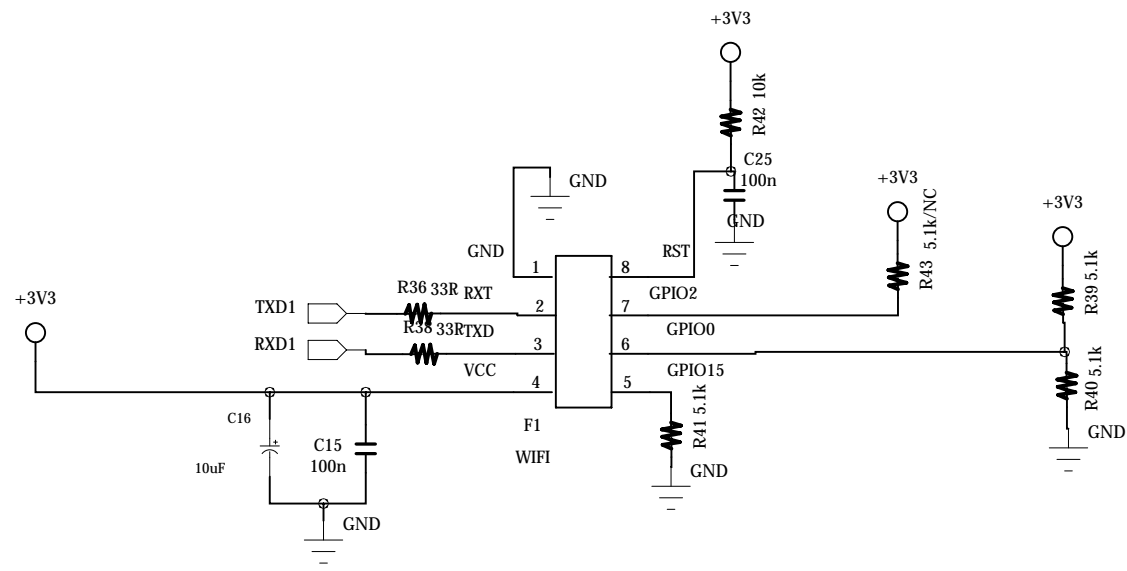 +3V3
R42 10k
C25
100n
GND
GND
+3V3
R43 5.1k/NC
+3V3
R39 5.1k
GND
RST
1
8
+3V3
R36 33R RXT
GPIO2
TXD1
2
7
R38 33R TXD
GPIO0
RXD1
3
6
VCC
GPIO15
4
5
R40 5.1k
GND
C16
+
10uF
C15
100n
F1
WIFI
R41 5.1k
GND
GND